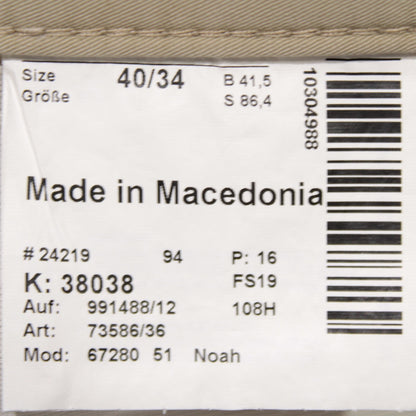 Size 40/34 B 41,5
Größe S 86,4
10304988
Made in Macedonia
# 24219 94 P: 16
K: 38038 FS19
Auf: 991488/12 108H
Art: 73586/36
Mod: 67280 51 Noah